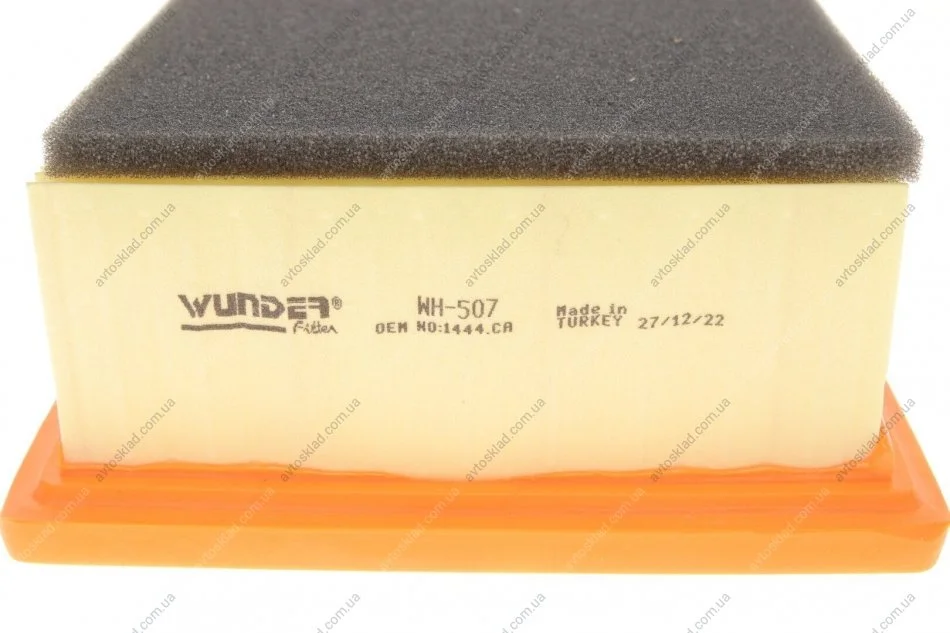 WUNDER®
Filter
WH-507
OEM NO:1444.CA
Made in
TURKEY 27/12/22
avtosklad.com.ua